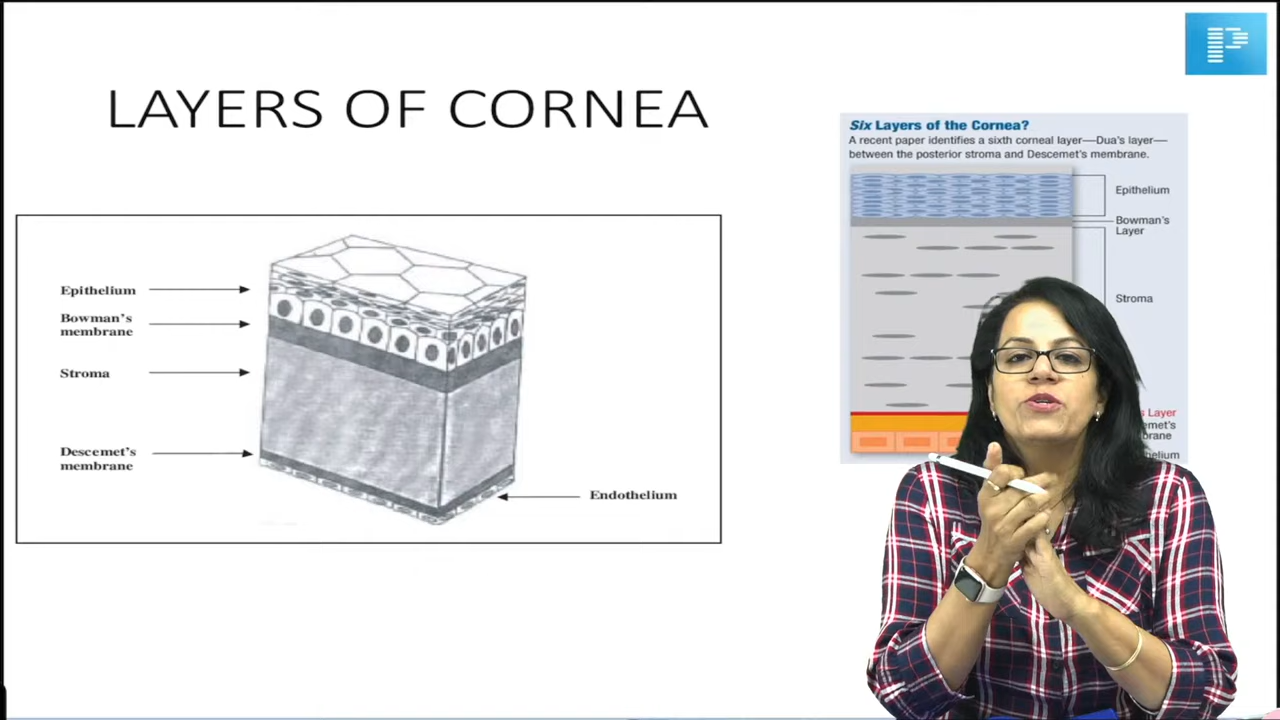 LAYERS OF CORNEA
Epithelium
Bowman's
membrane
Stroma
Descemet's
membrane
Endothelium
Six Layers of the Cornea?
A recent paper identifies a sixth corneal layer—Dua's layer—
between the posterior stroma and Descemet's membrane.
Epithelium
Bowman's
Layer
Stroma
Layer